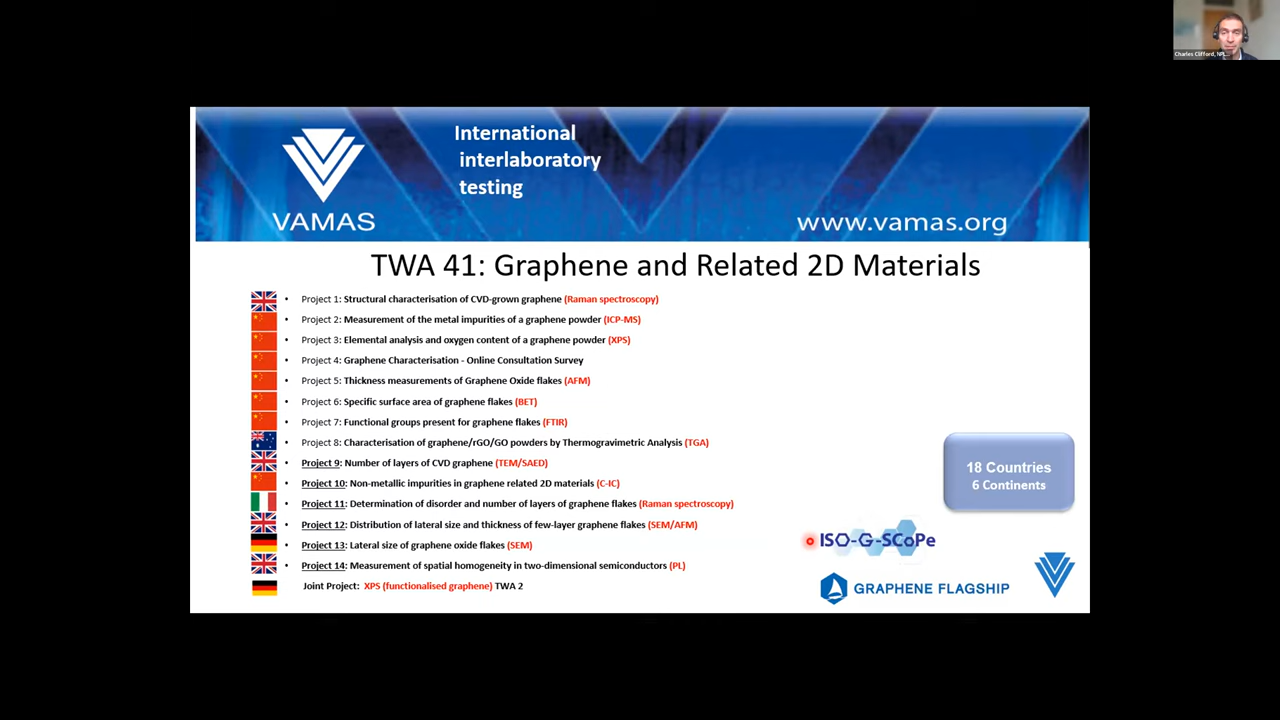 Charles Clifford, NPL...
International
interlaboratory
testing
VAMAS
www.vamas.org
TWA 41: Graphene and Related 2D Materials
• Project 1: Structural characterisation of CVD-grown graphene (Raman spectroscopy)
• Project 2: Measurement of the metal impurities of a graphene powder (ICP-MS)
• Project 3: Elemental analysis and oxygen content of a graphene powder (XPS)
• Project 4: Graphene Characterisation - Online Consultation Survey
• Project 5: Thickness measurements of Graphene Oxide flakes (AFM)
• Project 6: Specific surface area of graphene flakes (BET)
• Project 7: Functional groups present for graphene flakes (FTIR)
• Project 8: Characterisation of graphene/rGO/GO powders by Thermogravimetric Analysis (TGA)
• Project 9: Number of layers of CVD graphene (TEM/SAED)
• Project 10: Non-metallic impurities in graphene related 2D materials (C-IC)
• Project 11: Determination of disorder and number of layers of graphene flakes (Raman spectroscopy)
• Project 12: Distribution of lateral size and thickness of few-layer graphene flakes (SEM/AFM)
• Project 13: Lateral size of graphene oxide flakes (SEM)
• Project 14: Measurement of spatial homogeneity in two-dimensional semiconductors (PL)
Joint Project: XPS (functionalised graphene) TWA 2
18 Countries
6 Continents
ISO-G-SCoPe
GRAPHENE FLAGSHIP